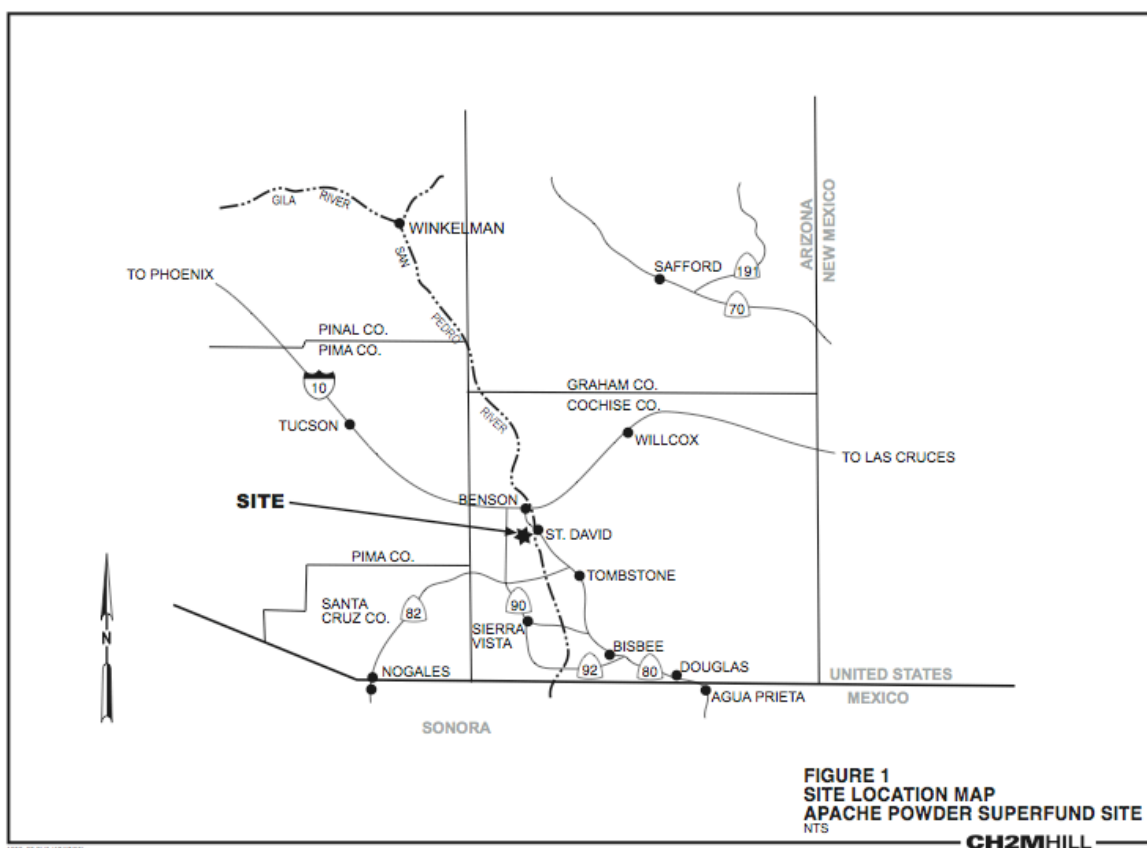 GILA
RIVER
WINKELMAN
SAN
PEDRO
RIVER
ARIZONA
NEW MEXICO
SAFFORD
191
70
TO PHOENIX
PINAL CO.
PIMA CO.
10
TUCSON
GRAHAM CO.
COCHISE CO.
WILLCOX
TO LAS CRUCES
BENSON
SITE
ST. DAVID
PIMA CO.
TOMBSTONE
SANTA
CRUZ CO.
82
90
SIERRA
VISTA
N
BISBEE
92
80
DOUGLAS
NOGALES
UNITED STATES
MEXICO
AGUA PRIETA
SONORA
FIGURE 1
SITE LOCATION MAP
APACHE POWDER SUPERFUND SITE
NTS
CH2MHILL